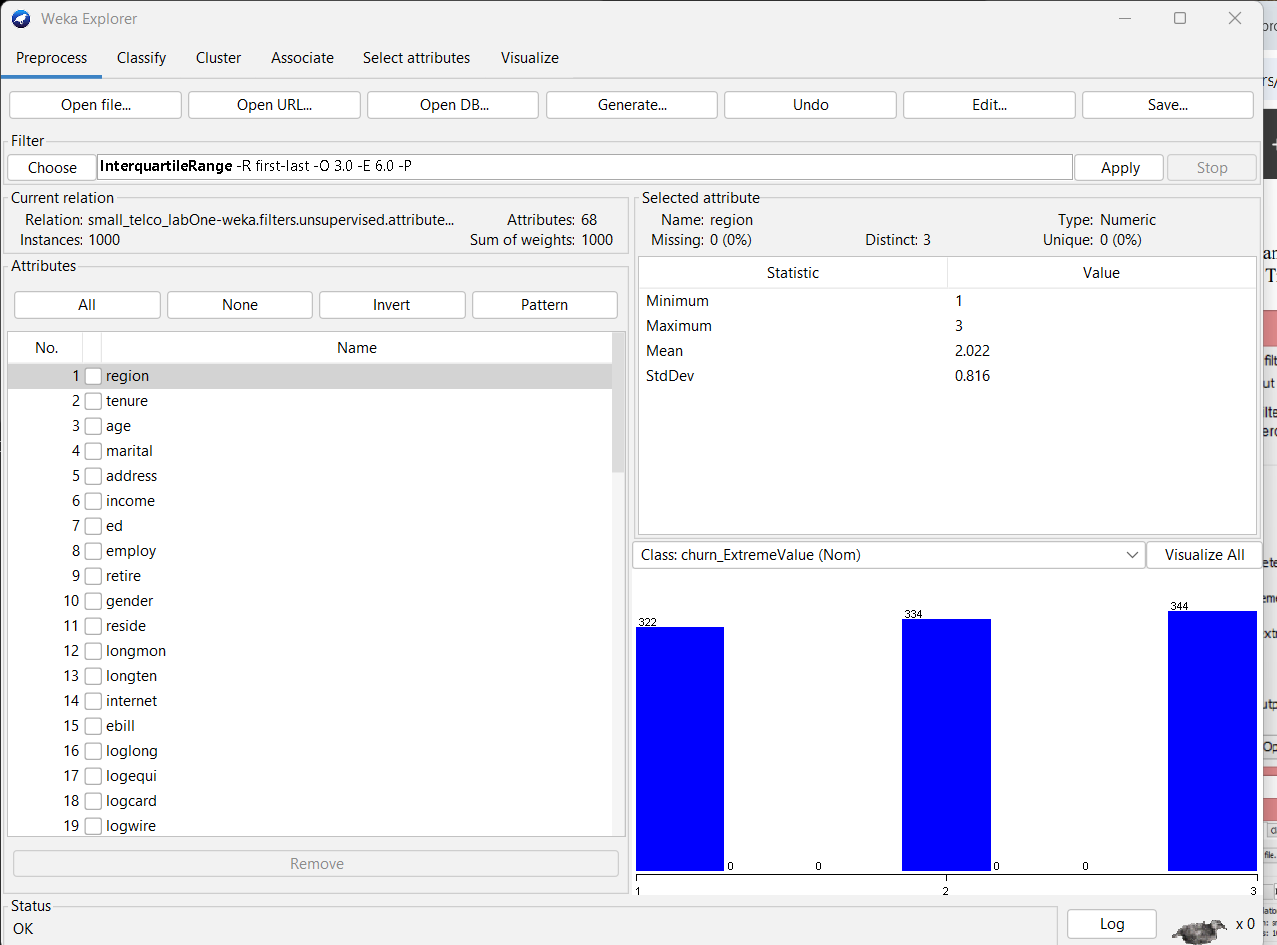 Weka Explorer
Preprocess Classify Cluster Associate Select attributes Visualize
Open file... Open URL... Open DB... Generate... Undo Edit... Save...
Filter
Choose InterquartileRange -R first-last -O 3.0 -E 6.0 -P Apply Stop
Current relation
Relation: small_telco_labOne-weka.filters.unsupervised.attribute... Attributes: 68
Instances: 1000 Sum of weights: 1000
Attributes
All None Invert Pattern
No. Name
1 region
2 tenure
3 age
4 marital
5 address
6 income
7 ed
8 employ
9 retire
10 gender
11 reside
12 longmon
13 longten
14 internet
15 ebill
16 loglong
17 logequi
18 logcard
19 logwire
Remove
Selected attribute
Name: region Type: Numeric
Missing: 0 (0%) Distinct: 3 Unique: 0 (0%)
Statistic Value
Minimum 1
Maximum 3
Mean 2.022
StdDev 0.816
Class: churn_ExtremeValue (Nom) Visualize All
322 0 0 334 0 0 344
1 2 3
Status
OK
Log x 0